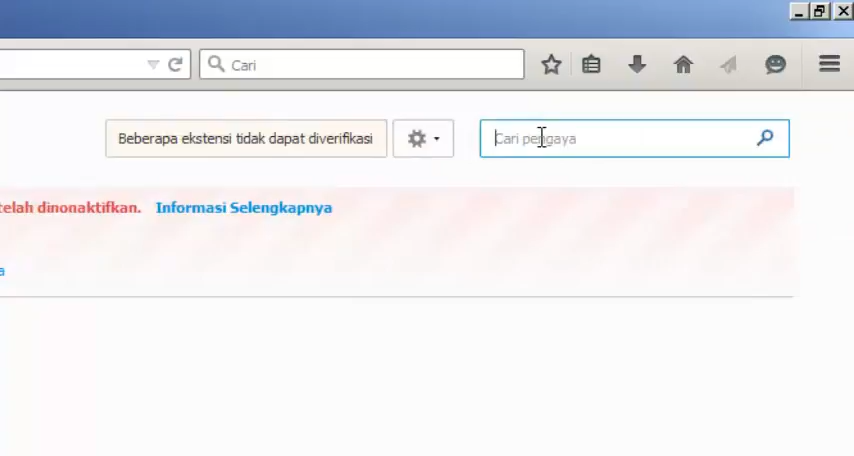 Cari
Beberapa ekstensi tidak dapat diverifikasi
Cari pengaya
telah dinonaktifkan. Informasi Selengkapnya
a